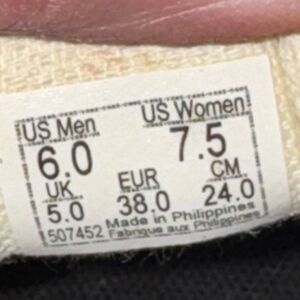 US Men US Women
6.0 7.5
UK EUR CM
5.0 38.0 24.0
507452 Made in Philippines
Fabrique aux Philippines